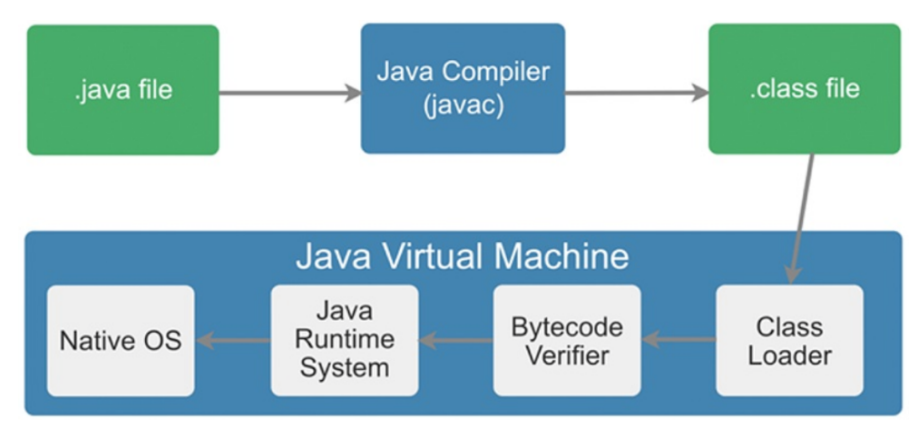 .java file
Java Compiler
(javac)
.class file
Java Virtual Machine
Native OS
Java
Runtime
System
Bytecode
Verifier
Class
Loader